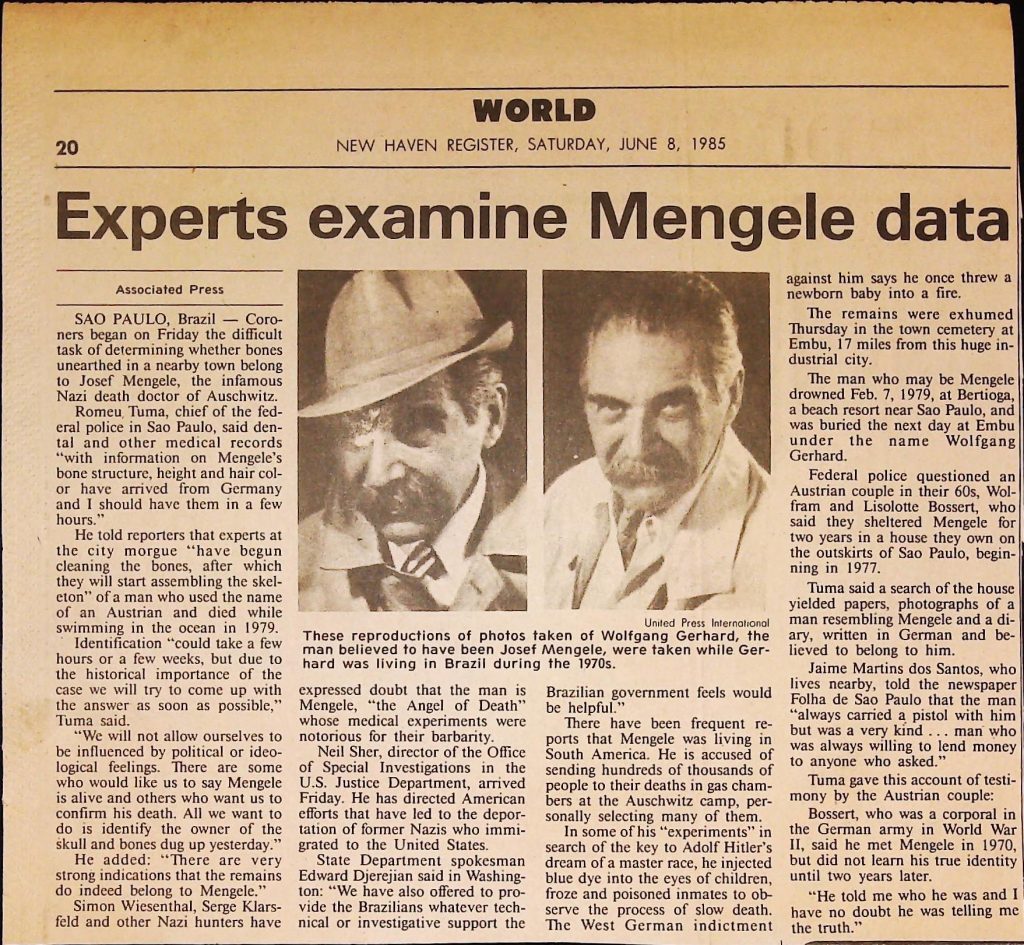 WORLD
20
NEW HAVEN REGISTER, SATURDAY, JUNE 8, 1985
Experts examine Mengele data
Associated Press
SAO PAULO, Brazil — Coro-
ners began on Friday the difficult
task of determining whether bones
unearthed in a nearby town belong
to Josef Mengele, the infamous
Nazi death doctor of Auschwitz.
Romeu Tuma, chief of the fed-
eral police in Sao Paulo, said den-
tal and other medical records
“with information on Mengele’s
bone structure, height and hair col-
or have arrived from Germany
and I should have them in a few
hours.”
He told reporters that experts at
the city morgue “have begun
cleaning the bones, after which
they will start assembling the skel-
eton” of a man who used the name
of an Austrian and died while
swimming in the ocean in 1979.
Identification “could take a few
hours or a few weeks, but due to
the historical importance of the
case we will try to come up with
the answer as soon as possible,”
Tuma said.
“We will not allow ourselves to
be influenced by political or ideo-
logical feelings. There are some
who would like us to say Mengele
is alive and others who want us to
confirm his death. All we want to
do is identify the owner of the
skull and bones dug up yesterday.”
He added: “There are very
strong indications that the remains
do indeed belong to Mengele.”
Simon Wiesenthal, Serge Klars-
feld and other Nazi hunters have
United Press International
These reproductions of photos taken of Wolfgang Gerhard, the
man believed to have been Josef Mengele, were taken while Ger-
hard was living in Brazil during the 1970s.
expressed doubt that the man is
Mengele, “the Angel of Death”
whose medical experiments were
notorious for their barbarity.
Neil Sher, director of the Office
of Special Investigations in the
U.S. Justice Department, arrived
Friday. He has directed American
efforts that have led to the depor-
tation of former Nazis who immi-
grated to the United States.
State Department spokesman
Edward Djerejian said in Washing-
ton: “We have also offered to pro-
vide the Brazilians whatever tech-
nical or investigative support the
Brazilian government feels would
be helpful.”
There have been frequent re-
ports that Mengele was living in
South America. He is accused of
sending hundreds of thousands of
people to their deaths in gas cham-
bers at the Auschwitz camp, per-
sonally selecting many of them.
In some of his “experiments” in
search of the key to Adolf Hitler’s
dream of a master race, he injected
blue dye into the eyes of children,
froze and poisoned inmates to ob-
serve the process of slow death.
The West German indictment
against him says he once threw a
newborn baby into a fire.
The remains were exhumed
Thursday in the town cemetery at
Embu, 17 miles from this huge in-
dustrial city.
The man who may be Mengele
drowned Feb. 7, 1979, at Bertioga,
a beach resort near Sao Paulo, and
was buried the next day at Embu
under the name Wolfgang
Gerhard.
Federal police questioned an
Austrian couple in their 60s, Wol-
fram and Lisolotte Bossert, who
said they sheltered Mengele for
two years in a house they own on
the outskirts of Sao Paulo, begin-
ning in 1977.
Tuma said a search of the house
yielded papers, photographs of a
man resembling Mengele and a di-
ary, written in German and be-
lieved to belong to him.
Jaime Martins dos Santos, who
lives nearby, told the newspaper
Folha de Sao Paulo that the man
“always carried a pistol with him
but was a very kind . . . man who
was always willing to lend money
to anyone who asked.”
Tuma gave this account of testi-
mony by the Austrian couple:
Bossert, who was a corporal in
the German army in World War
II, said he met Mengele in 1970,
but did not learn his true identity
until two years later.
“He told me who he was and I
have no doubt he was telling me
the truth.”